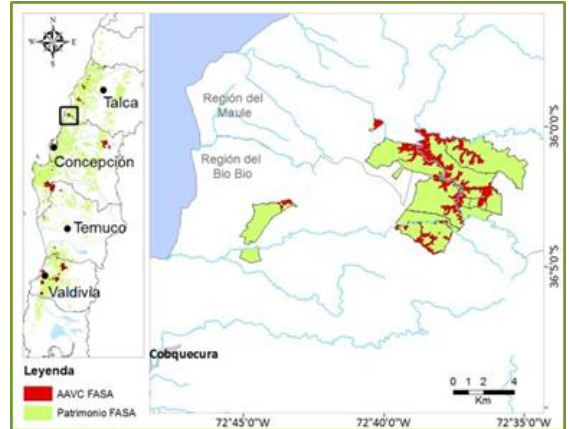 N
W
E
S
Talca
Concepción
Temuco
Valdivia
Leyenda
AAVC FASA
Patrimonio FASA
Región del
Maule
Región del
Bio Bio
Cobquecura
0 1 2 4
Km
36°0'0"S
36°5'0"S
72°45'0"W
72°40'0"W
72°35'0"W